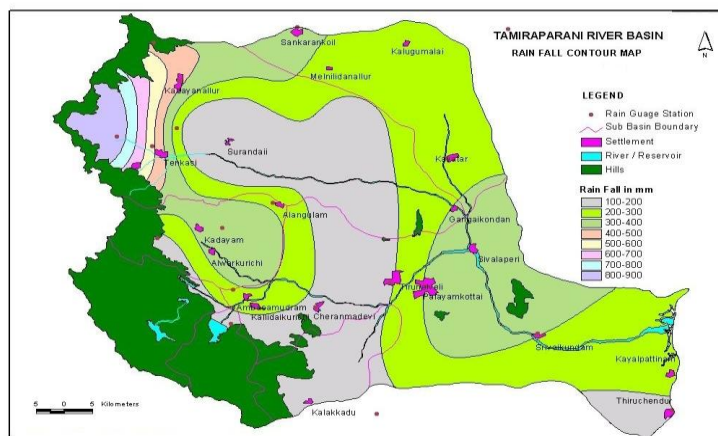 TAMIRAPARANI RIVER BASIN
RAIN FALL CONTOUR MAP
N
LEGEND
Rain Guage Station
Sub Basin Boundary
Settlement
River / Reservoir
Hills
Rain Fall in mm
100-200
200-300
300-400
400-500
500-600
600-700
700-800
800-900
Sankarankoil
Kalugumalai
Melnilidanallur
Kadayanallur
Surandaii
Tenkasi
Kayatar
Alangulam
Gangaikondan
Kadayam
Alwarkurichi
Sivalaperi
Tirunelveli
Palayamkottai
Ambasamudram
Kallidaikurichi
Cheranmadevi
Srivaikundam
Kayalpattinam
Thiruchendur
Kalakkadu
5 0 5 Kilometers